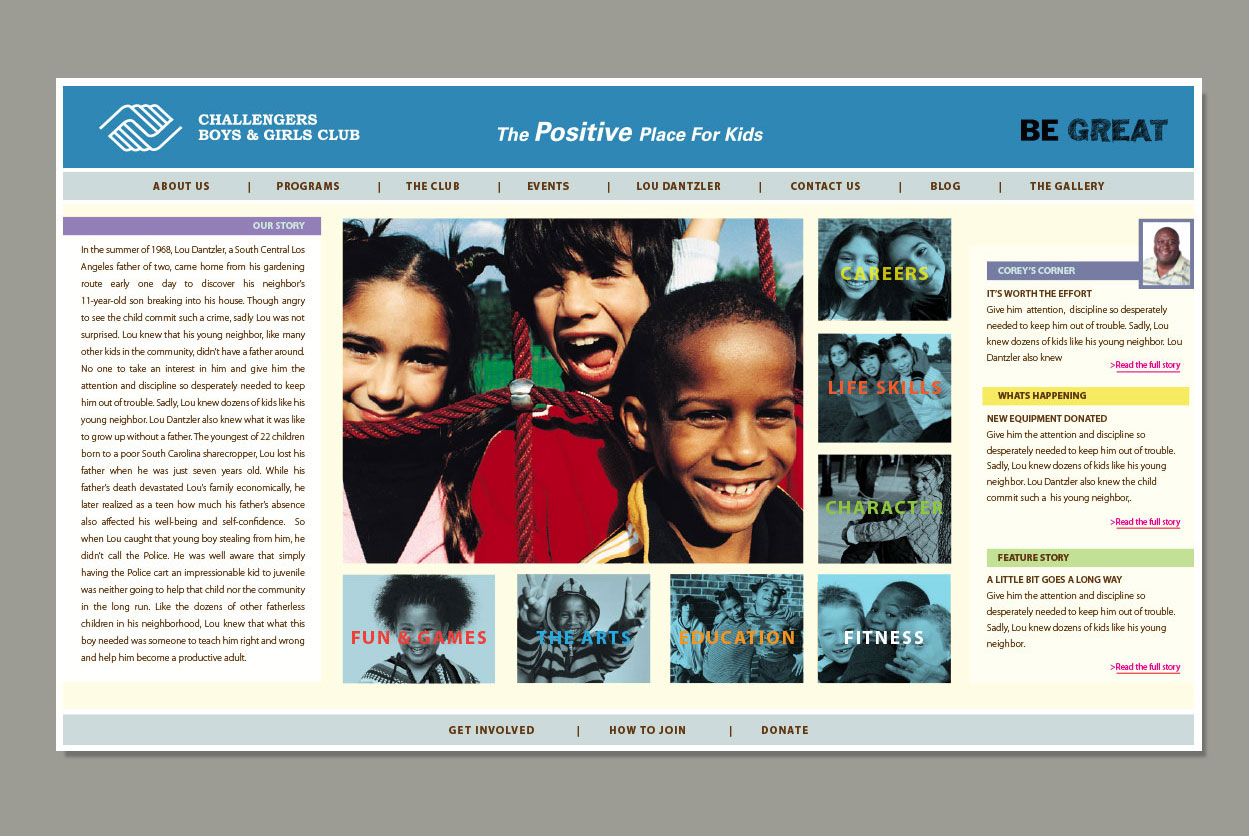 CHALLENGERS
BOYS & GIRLS CLUB
The Positive Place For Kids
BE GREAT
ABOUT US | PROGRAMS | THE CLUB | EVENTS | LOU DANTZLER | CONTACT US | BLOG | THE GALLERY
OUR STORY
In the summer of 1968, Lou Dantzler, a South Central Los
Angeles father of two, came home from his gardening
route early one day to discover his neighbor's
11-year-old son breaking into his house. Though angry
to see the child commit such a crime, sadly Lou was not
surprised. Lou knew that his young neighbor, like many
other kids in the community, didn't have a father around.
No one to take an interest in him and give him the
attention and discipline so desperately needed to keep
him out of trouble. Sadly, Lou knew dozens of kids like his
young neighbor. Lou Dantzler also knew what it was like
to grow up without a father. The youngest of 22 children
born to a poor South Carolina sharecropper, Lou lost his
father when he was just seven years old. While his
father's death devastated Lou's family economically, he
later realized as a teen how much his father's absence
also affected his well-being and self-confidence. So
when Lou caught that young boy stealing from him, he
didn't call the Police. He was well aware that simply
having the Police cart an impressionable kid to juvenile
was neither going to help that child nor the community
in the long run. Like the dozens of other fatherless
children in his neighborhood, Lou knew that what this
boy needed was someone to teach him right and wrong
and help him become a productive adult.
CAREERS
LIFE SKILLS
CHARACTER
FUN & GAMES
THE ARTS
EDUCATION
FITNESS
COREY'S CORNER
IT'S WORTH THE EFFORT
Give him attention, discipline so desperately
needed to keep him out of trouble. Sadly, Lou
knew dozens of kids like his young neighbor. Lou
Dantzler also knew
>Read the full story
WHATS HAPPENING
NEW EQUIPMENT DONATED
Give him the attention and discipline so
desperately needed to keep him out of trouble.
Sadly, Lou knew dozens of kids like his young
neighbor. Lou Dantzler also knew the child
commit such a his young neighbor,.
>Read the full story
FEATURE STORY
A LITTLE BIT GOES A LONG WAY
Give him the attention and discipline so
desperately needed to keep him out of trouble.
Sadly, Lou knew dozens of kids like his young
neighbor.
>Read the full story
GET INVOLVED | HOW TO JOIN | DONATE